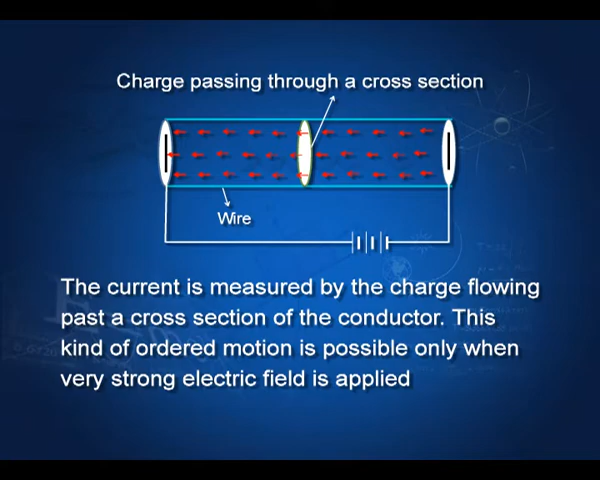 Charge passing through a cross section
Wire
The current is measured by the charge flowing
past a cross section of the conductor. This
kind of ordered motion is possible only when
very strong electric field is applied